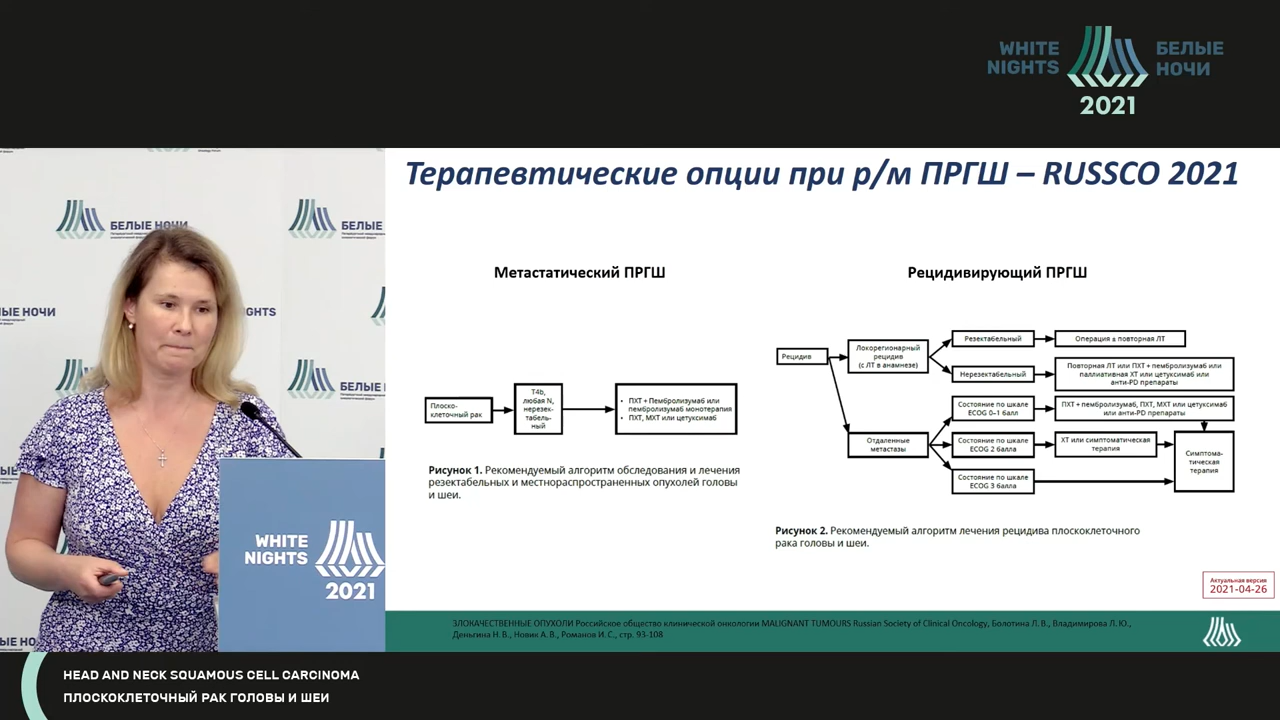 WHITE
NIGHTS
БЕЛЫЕ
НОЧИ
2021
БЕЛЫЕ НОЧИ
БЕЛЫЕ
ЫЕ НОЧИ
GHTS
БЕЛЫЕ
WHITE
NIGHTS
2021
Терапевтические опции при р/м ПРГШ – RUSSCO 2021
Метастатический ПРГШ
Плоско-
клеточный рак
T4b,
любая N,
нерезек-
табель-
ный
• ПХТ + Пембролизумаб или
пембролизумаб монотерапия
• ПХТ, МХТ или цетуксимаб
Рисунок 1. Рекомендуемый алгоритм обследования и лечения
резектабельных и местнораспространенных опухолей головы
и шеи.
Рецидивирующий ПРГШ
Рецидив
Локорегионарный
рецидив
(с ЛТ в анамнезе)
Резектабельный
Операция ± повторная ЛТ
Нерезектабельный
Повторная ЛТ или ПХТ + пембролизумаб или
паллиативная ХТ или цетуксимаб или
анти-PD препараты
Отдаленные
метастазы
Состояние по шкале
ECOG 0–1 балл
ПХТ + пембролизумаб, ПХТ, МХТ или цетуксимаб
или анти-PD препараты
Состояние по шкале
ECOG 2 балла
ХТ или симптоматическая
терапия
Состояние по шкале
ECOG 3 балла
Симптома-
тическая
терапия
Рисунок 2. Рекомендуемый алгоритм лечения рецидива плоскоклеточного
рака головы и шеи.
Актуальная версия
2021-04-26
ЗЛОКАЧЕСТВЕННЫЕ ОПУХОЛИ Российское общество клинической онкологии MALIGNANT TUMOURS Russian Society of Clinical Oncology, Болотина Л. В., Владимирова Л. Ю.,
Деньгина Н. В., Новик А. В., Романов И. С., стр. 93-108
HEAD AND NECK SQUAMOUS CELL CARCINOMA
ПЛОСКОКЛЕТОЧНЫЙ РАК ГОЛОВЫ И ШЕИ